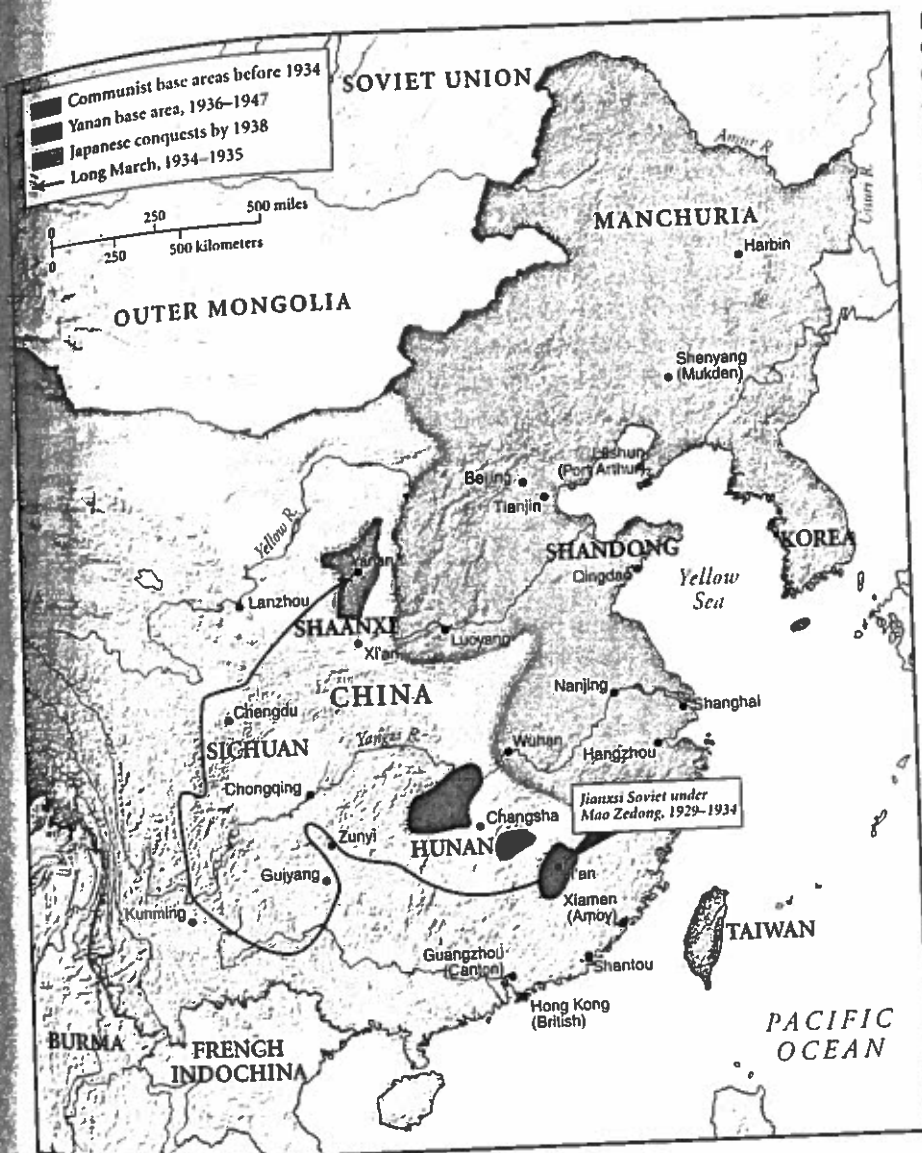 Communist base areas before 1934
Yanan base area, 1936–1947
Japanese conquests by 1938
Long March, 1934–1935
0 250 500 miles
0 250 500 kilometers
SOVIET UNION
Amur R.
Ussuri R.
MANCHURIA
Harbin
OUTER MONGOLIA
Shenyang
(Mukden)
Lüshun
(Port Arthur)
Beijing
Tianjin
Yellow R.
SHANDONG
KOREA
Qingdao
Yellow
Sea
Yanan
Lanzhou
SHAANXI
Luoyang
Xi'an
CHINA
Nanjing
Shanghai
Chengdu
SICHUAN
Yangzi R.
Wuhan
Hangzhou
Chongqing
Jianxsi Soviet under
Mao Zedong, 1929–1934
Changsha
Zunyi
HUNAN
Ji'an
Guiyang
Xiamen
(Amoy)
Kunming
TAIWAN
Guangzhou
(Canton)
Shantou
Hong Kong
(British)
PACIFIC
OCEAN
BURMA
FRENCH
INDOCHINA